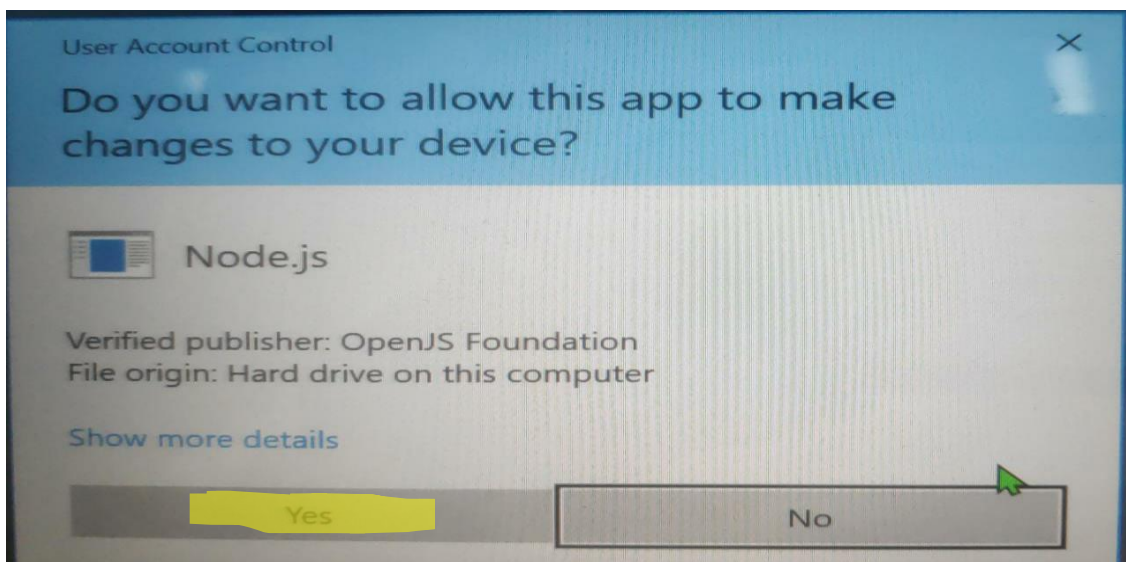 User Account Control
Do you want to allow this app to make
changes to your device?
Node.js
Verified publisher: OpenJS Foundation
File origin: Hard drive on this computer
Show more details
Yes
No